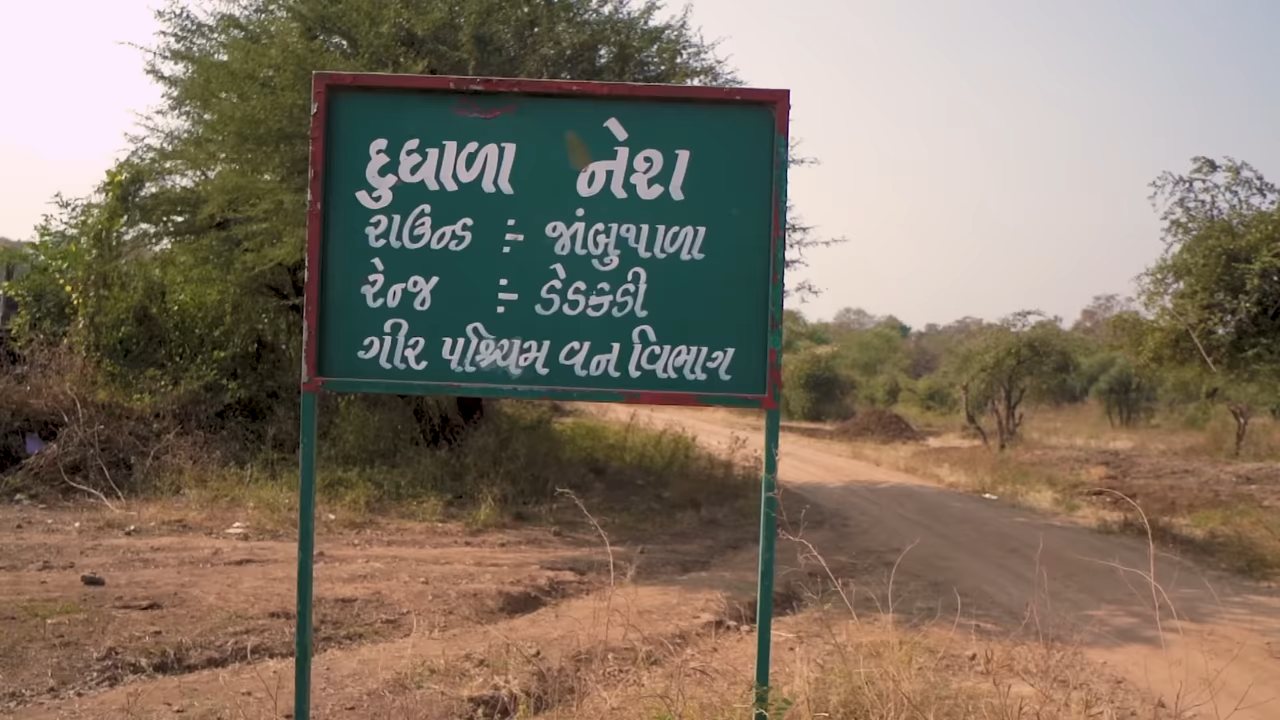 દુધાળા નેશ
રાઉન્ડ :- જાંબુથાળા
રેન્જ :- ડેડકડી
ગીર પશ્ચિમ વન વિભાગ